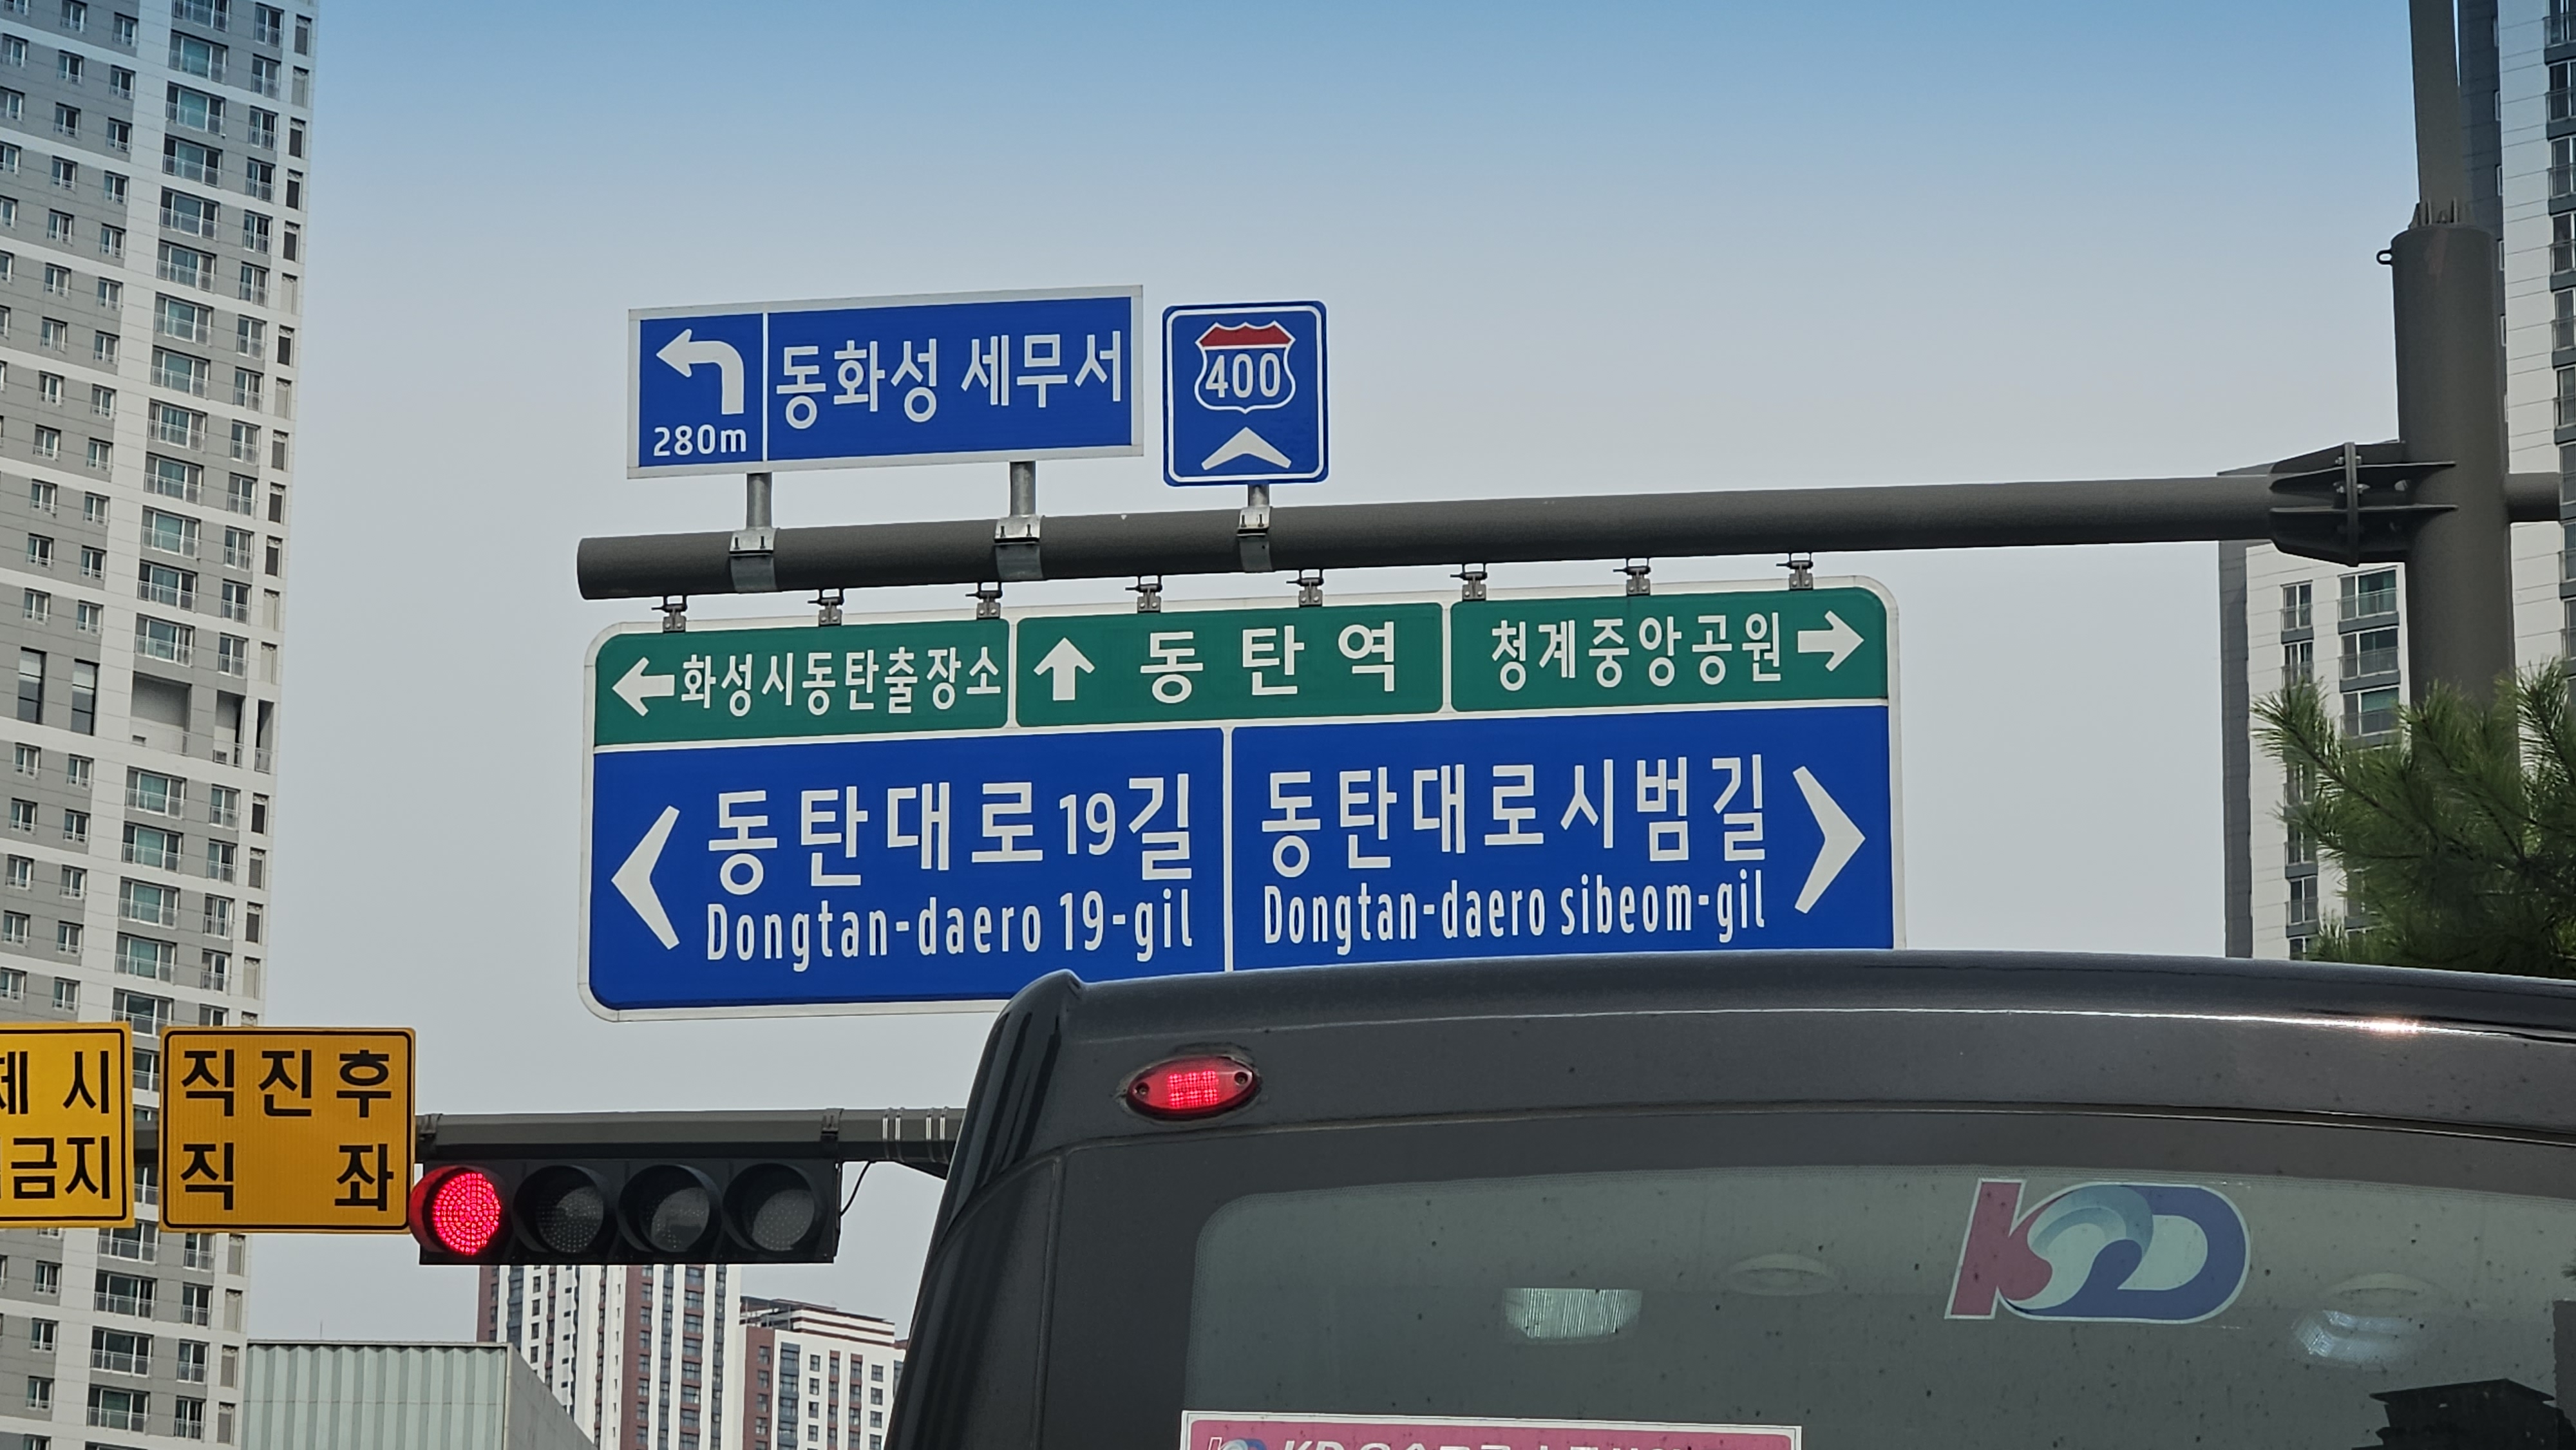 동화성 세무서
280m
400
화성시동탄출장소
동탄역
청계중앙공원
동탄대로19길
Dongtan-daero 19-gil
동탄대로시범길
Dongtan-daero sibeom-gil
시
금지
직진후
직 좌
KD